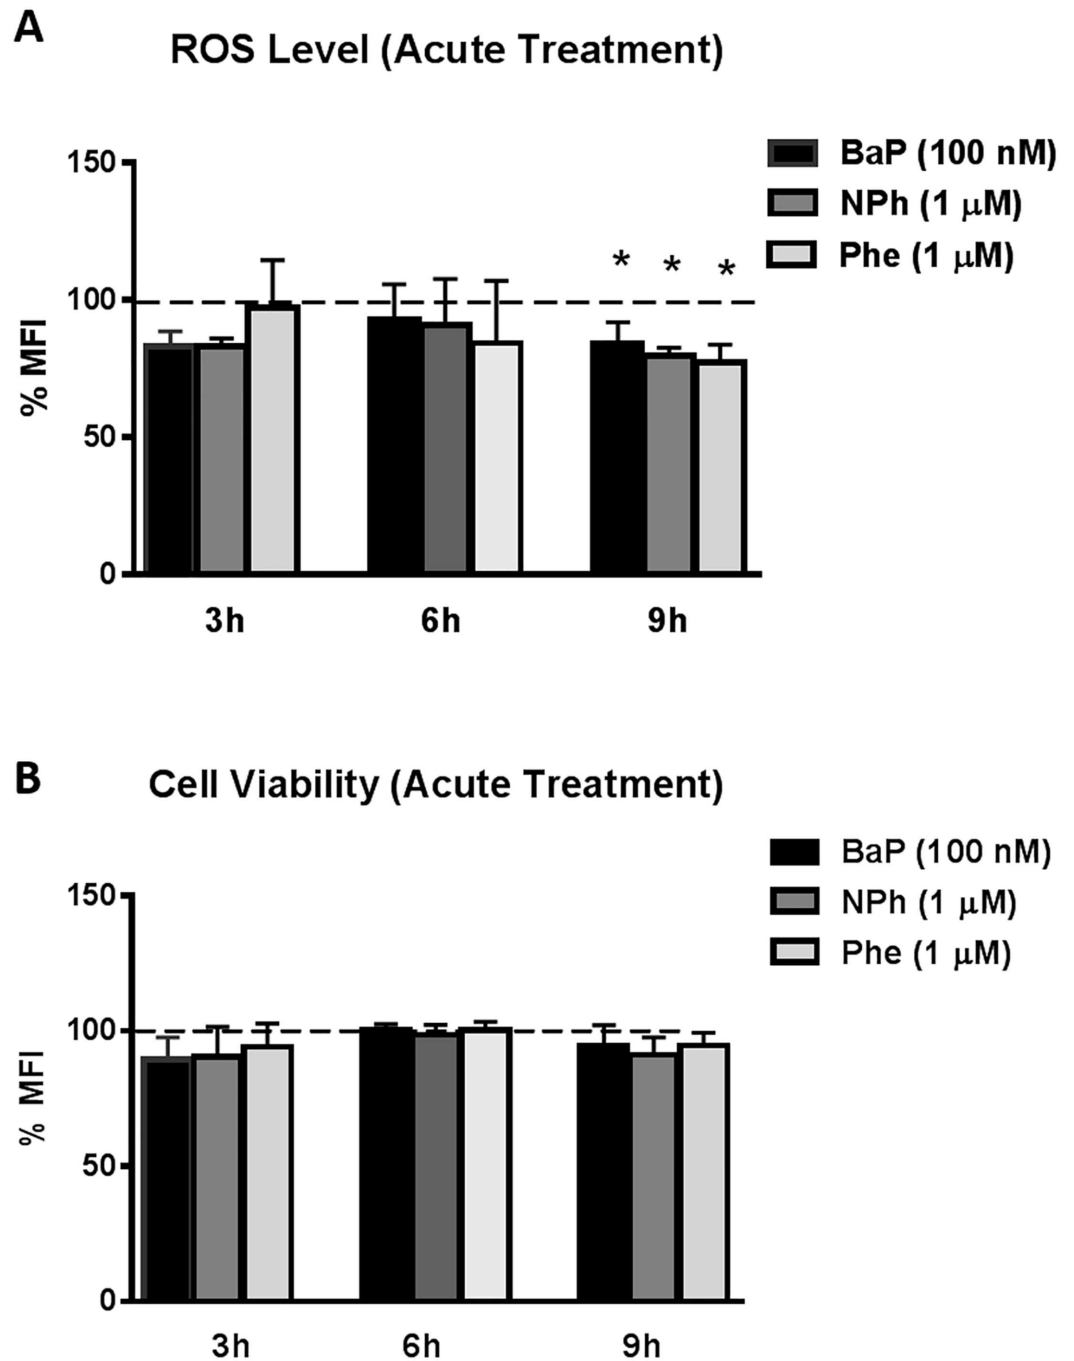 A
ROS Level (Acute Treatment)
BaP (100 nM)
NPh (1 μM)
Phe (1 μM)
150
100
50
0
% MFI
* * *
3h 6h 9h
B
Cell Viability (Acute Treatment)
BaP (100 nM)
NPh (1 μM)
Phe (1 μM)
150
100
50
0
% MFI
3h 6h 9h